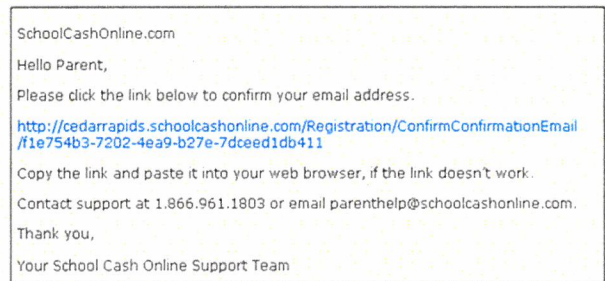 SchoolCashOnline.com
Hello Parent,
Please click the link below to confirm your email address.
http://cedarrapids.schoolcashonline.com/Registration/ConfirmConfirmationEmail
/f1e754b3-7202-4ea9-b27e-7dceed1db411
Copy the link and paste it into your web browser, if the link doesn't work.
Contact support at 1.866.961.1803 or email parenthelp@schoolcashonline.com.
Thank you,
Your School Cash Online Support Team